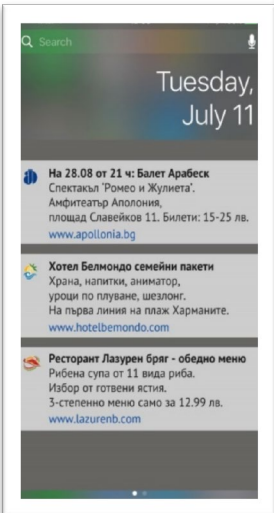 Search
Tuesday,
July 11
На 28.08 от 21 ч: Балет Арабеск
Спектакъл "Ромео и Жулиета".
Амфитеатър Аполония,
площад Славейков 11. Билети: 15-25 лв.
www.apollonia.bg
Хотел Белмондо семейни пакети
Храна, напитки, аниматор,
уроци по плуване, шезлонг.
На първа линия на плаж Харманите.
www.hotelbemondo.com
Ресторант Лазурен бряг - обедно меню
Рибена супа от 11 вида риба.
Избор от готвени ястия.
3-степенно меню само за 12.99 лв.
www.lazurenb.com